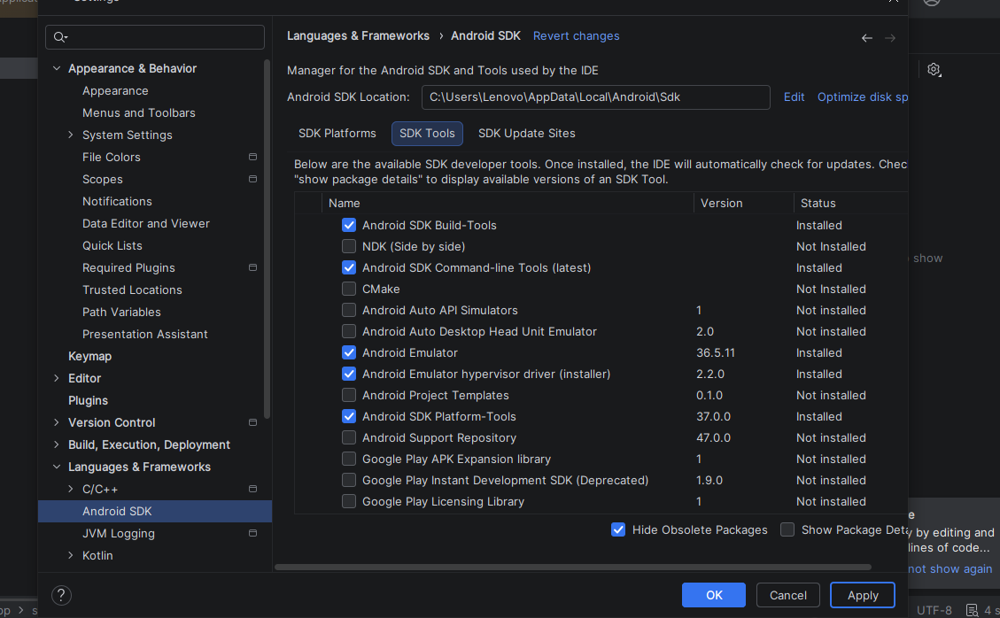 Languages & Frameworks › Android SDK Revert changes
Appearance & Behavior
Appearance
Menus and Toolbars
System Settings
File Colors
Scopes
Notifications
Data Editor and Viewer
Quick Lists
Required Plugins
Trusted Locations
Path Variables
Presentation Assistant
Keymap
Editor
Plugins
Version Control
Build, Execution, Deployment
Languages & Frameworks
C/C++
Android SDK
JVM Logging
Kotlin
Manager for the Android SDK and Tools used by the IDE
Android SDK Location: C:\Users\Lenovo\AppData\Local\Android\Sdk Edit Optimize disk sp
SDK Platforms SDK Tools SDK Update Sites
Below are the available SDK developer tools. Once installed, the IDE will automatically check for updates. Chec
"show package details" to display available versions of an SDK Tool.
Name Version Status
Android SDK Build-Tools Installed
NDK (Side by side) Not Installed
Android SDK Command-line Tools (latest) Installed
CMake Not Installed
Android Auto API Simulators 1 Not installed
Android Auto Desktop Head Unit Emulator 2.0 Not installed
Android Emulator 36.5.11 Installed
Android Emulator hypervisor driver (installer) 2.2.0 Installed
Android Project Templates 0.1.0 Not installed
Android SDK Platform-Tools 37.0.0 Installed
Android Support Repository 47.0.0 Not installed
Google Play APK Expansion library 1 Not installed
Google Play Instant Development SDK (Deprecated) 1.9.0 Not installed
Google Play Licensing Library 1 Not installed
Hide Obsolete Packages Show Package Deta
? OK Cancel Apply
show
e
y by editing and
lines of code...
not show again
op › s
UTF-8 4 s